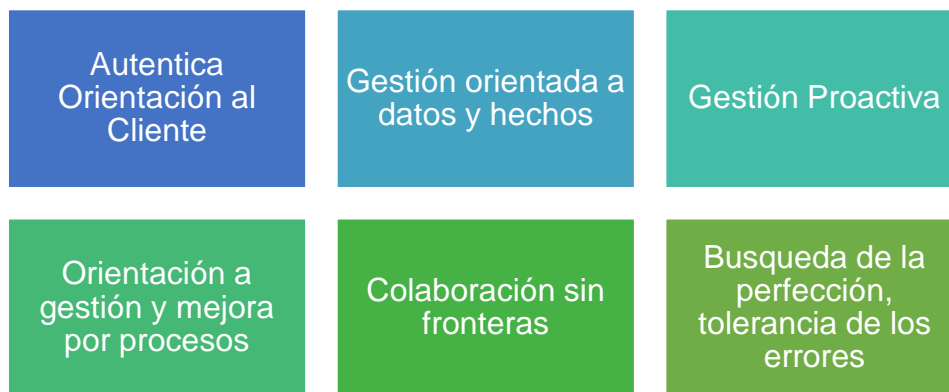 Autentica
Orientación al
Cliente
Gestión orientada a
datos y hechos
Gestión Proactiva
Orientación a
gestión y mejora
por procesos
Colaboración sin
fronteras
Busqueda de la
perfección,
tolerancia de los
errores